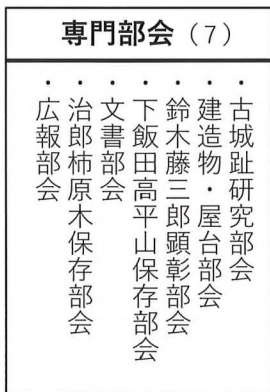 専門部会（7）
・古城趾研究部会
・建造物・屋台部会
・鈴木藤三郎顕彰部会
・下飯田高平山保存部会
・文書部会
・治郎柿原木保存部会
・広報部会